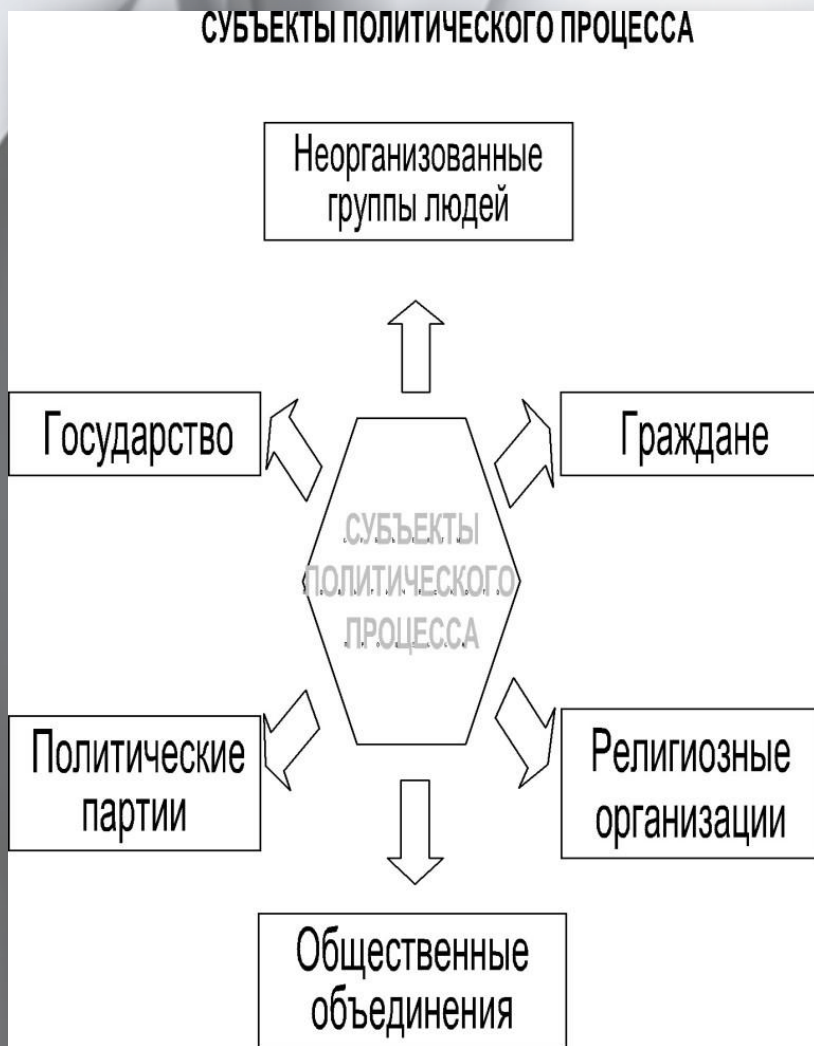 СУБЪЕКТЫ ПОЛИТИЧЕСКОГО ПРОЦЕССА
Неорганизованные
группы людей
Государство
Граждане
СУБЪЕКТЫ
ПОЛИТИЧЕСКОГО
ПРОЦЕССА
Политические
партии
Религиозные
организации
Общественные
объединения